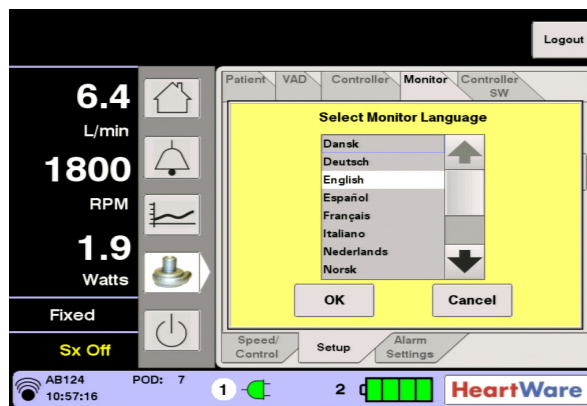 Logout
6.4
L/min
1800
RPM
1.9
Watts
Fixed
Sx Off
Patient VAD Controller Monitor Controller SW
Select Monitor Language
Dansk
Deutsch
English
Español
Français
Italiano
Nederlands
Norsk
OK Cancel
Speed/ Control Setup Alarm Settings
AB124 POD: 7
10:57:16
1 2
HeartWare